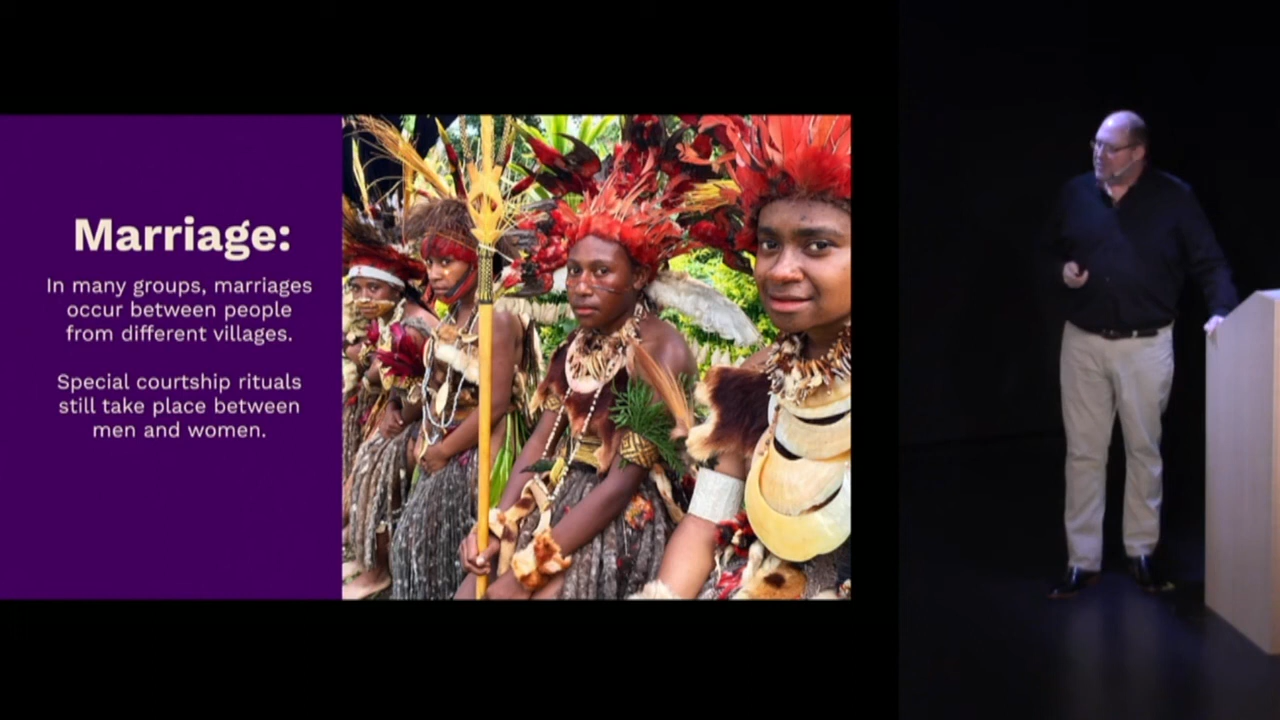 Marriage:
In many groups, marriages
occur between people
from different villages.
Special courtship rituals
still take place between
men and women.